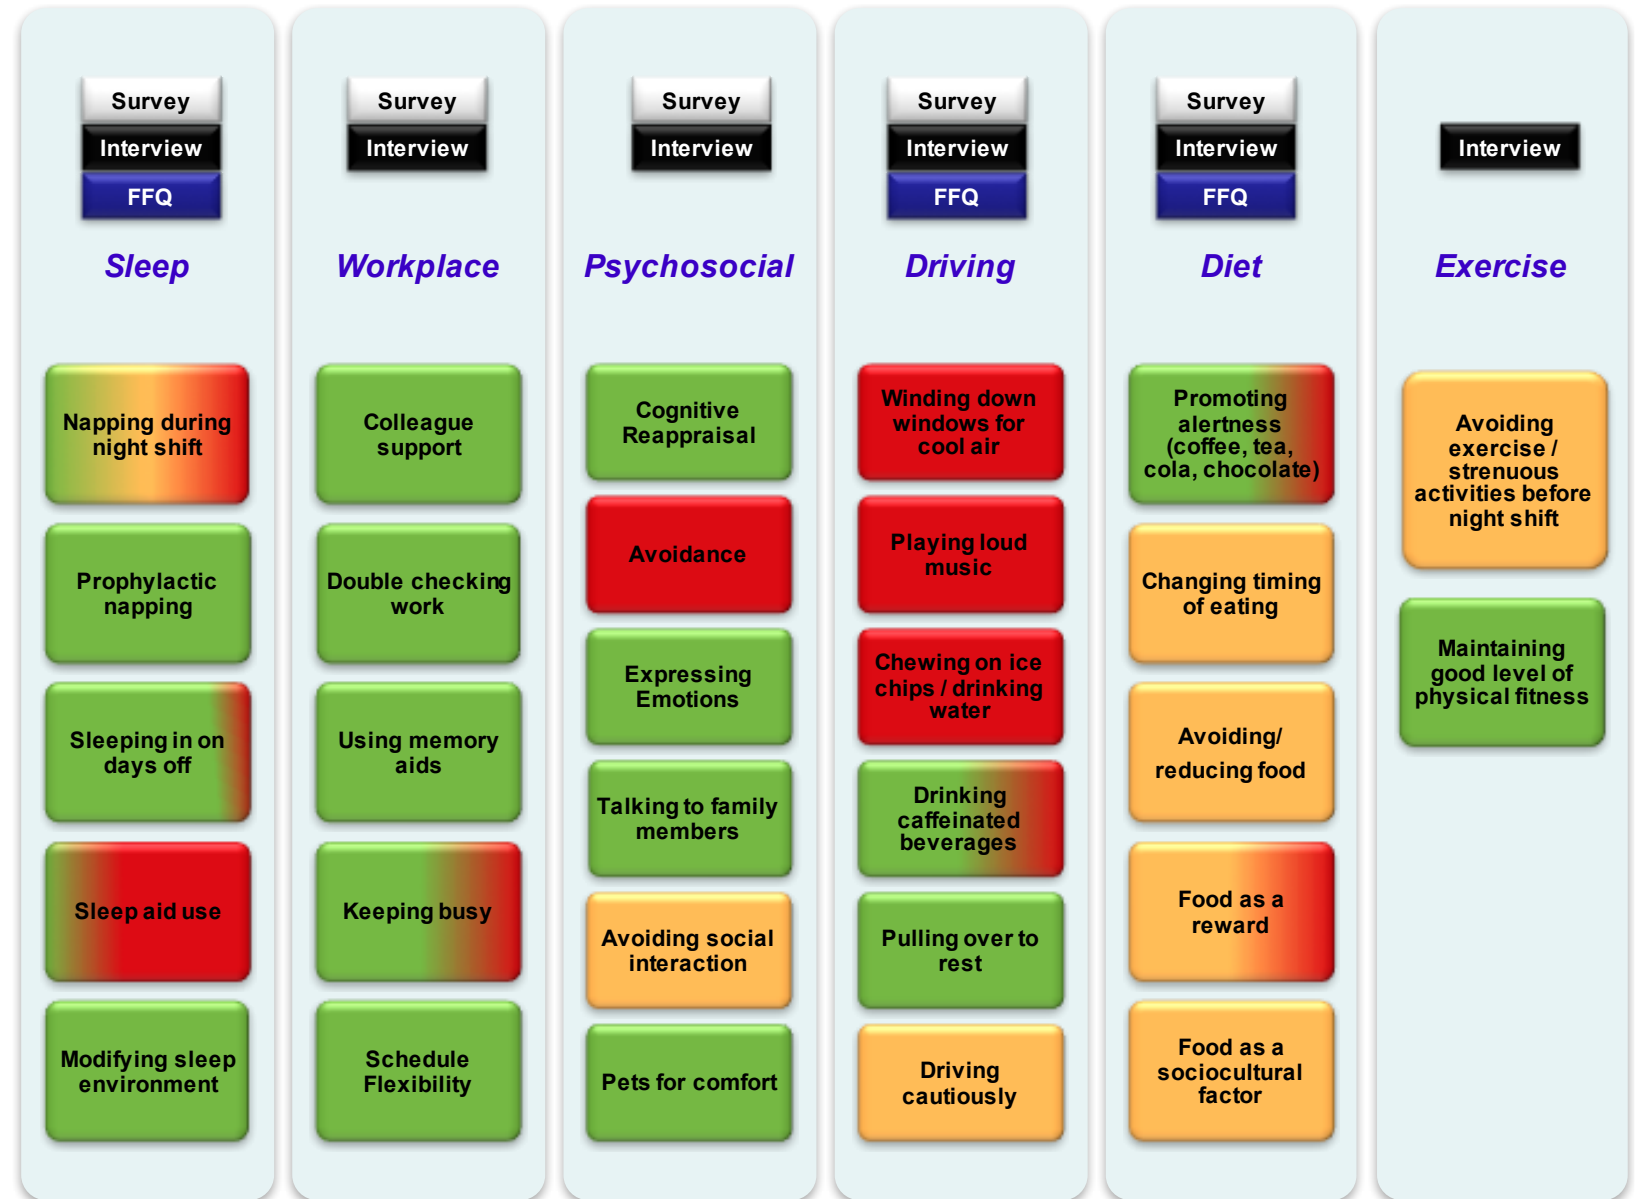 Survey
Interview
FFQ
Sleep
Napping during
night shift
Prophylactic
napping
Sleeping in on
days off
Sleep aid use
Modifying sleep
environment
Survey
Interview
Workplace
Colleague
support
Double checking
work
Using memory
aids
Keeping busy
Schedule
Flexibility
Survey
Interview
Psychosocial
Cognitive
Reappraisal
Avoidance
Expressing
Emotions
Talking to family
members
Avoiding social
interaction
Pets for comfort
Survey
Interview
FFQ
Driving
Winding down
windows for
cool air
Playing loud
music
Chewing on ice
chips / drinking
water
Drinking
caffeinated
beverages
Pulling over to
rest
Driving
cautiously
Survey
Interview
FFQ
Diet
Promoting
alertness
(coffee, tea,
cola, chocolate)
Changing timing
of eating
Avoiding/
reducing food
Food as a
reward
Food as a
sociocultural
factor
Interview
Exercise
Avoiding
exercise /
strenuous
activities before
night shift
Maintaining
good level of
physical fitness